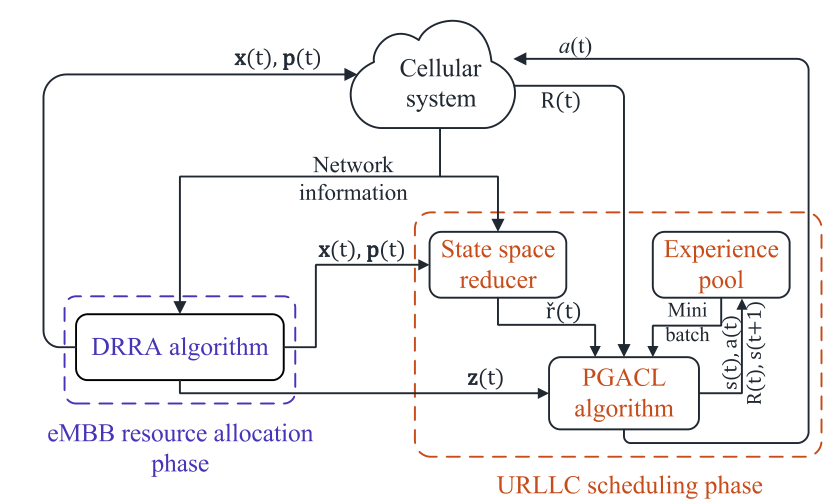 𝐱(t), 𝐩(t)
a(t)
Cellular
system
R(t)
Network
information
𝐱(t), 𝐩(t)
State space
reducer
Experience
pool
ř(t)
Mini
batch
s(t), a(t)
R(t), s(t+1)
DRRA algorithm
𝐳(t)
PGACL
algorithm
eMBB resource allocation
phase
URLLC scheduling phase